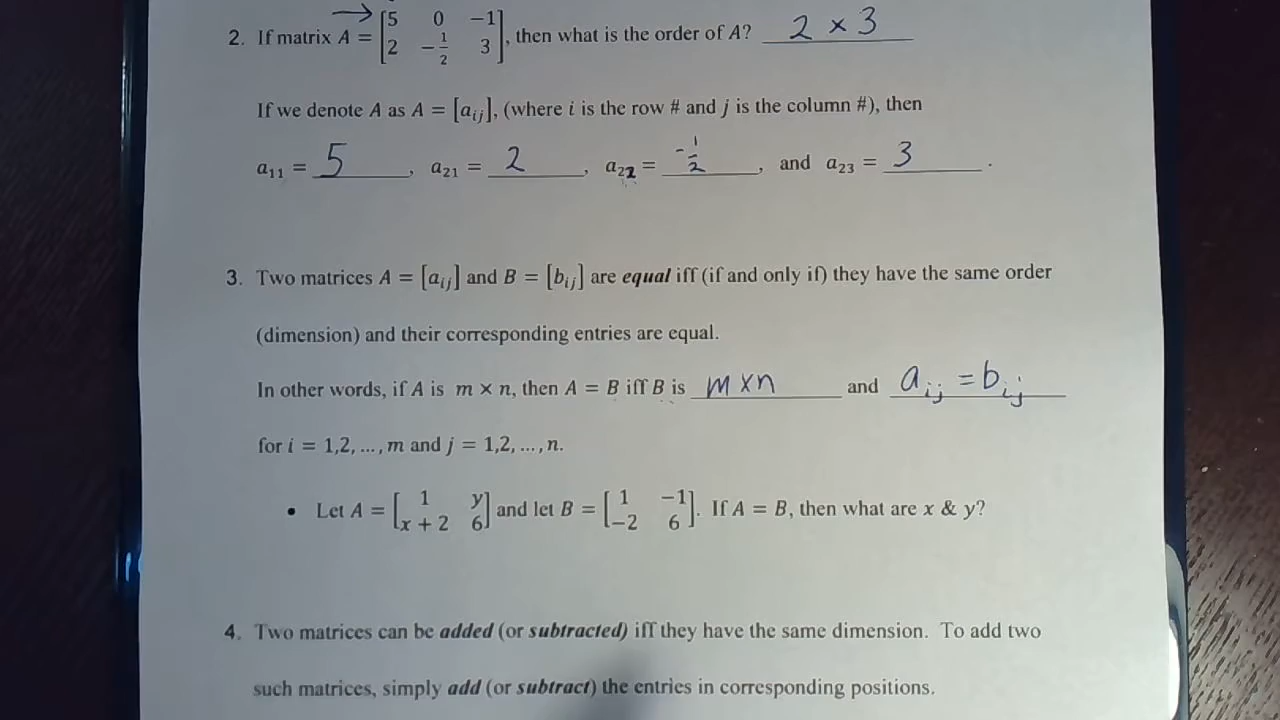 2. If matrix A = [5 0 −1; 2 −1/2 3], then what is the order of A? 2 × 3
If we denote A as A = [aᵢⱼ], (where i is the row # and j is the column #), then
a₁₁ = 5, a₂₁ = 2, a₂₂ = -1/2, and a₂₃ = 3.
3. Two matrices A = [aᵢⱼ] and B = [bᵢⱼ] are equal iff (if and only if) they have the same order
(dimension) and their corresponding entries are equal.
In other words, if A is m × n, then A = B iff B is m × n and aᵢⱼ = bᵢⱼ
for i = 1,2, ..., m and j = 1,2, ..., n.
• Let A = [1 y; x + 2 6] and let B = [1 −1; −2 6]. If A = B, then what are x & y?
4. Two matrices can be added (or subtracted) iff they have the same dimension. To add two
such matrices, simply add (or subtract) the entries in corresponding positions.